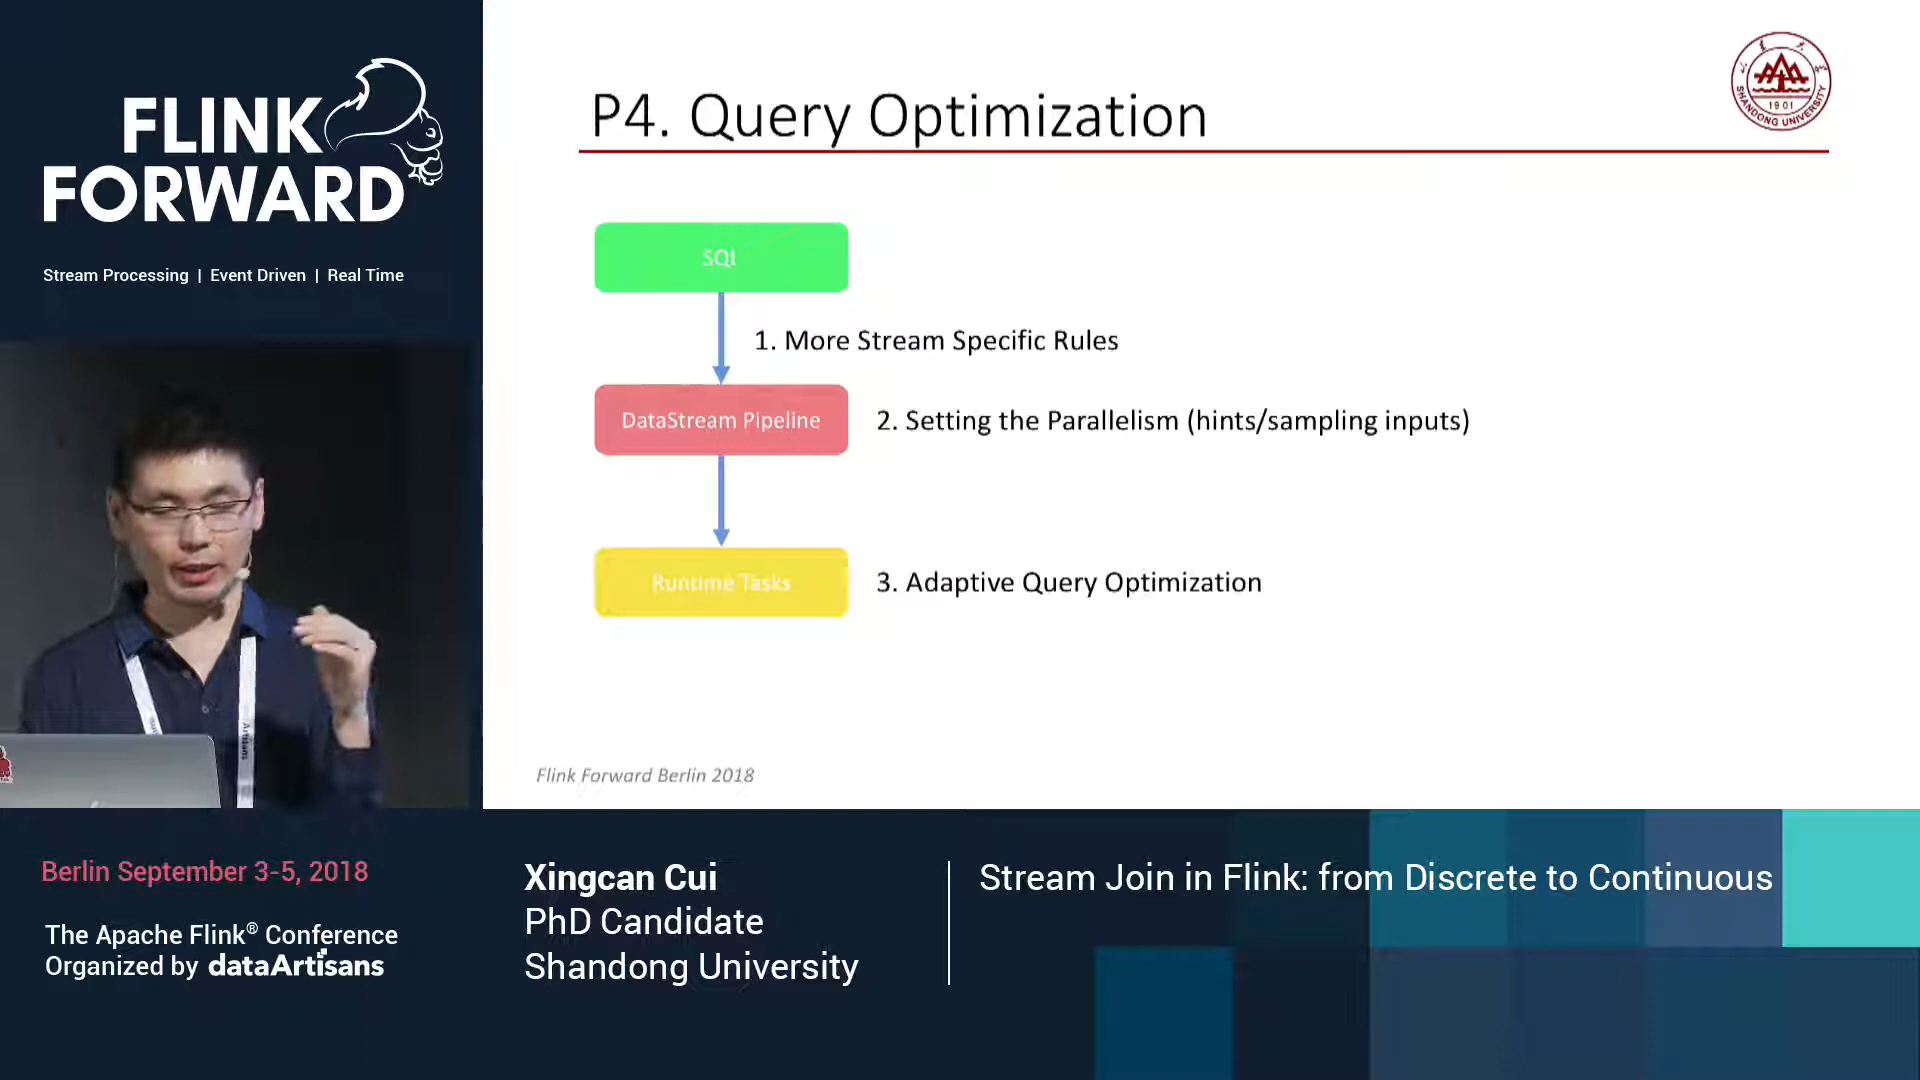 FLINK
FORWARD
Stream Processing | Event Driven | Real Time
P4. Query Optimization
SHANDONG UNIVERSITY
1901
SQL
1. More Stream Specific Rules
DataStream Pipeline
2. Setting the Parallelism (hints/sampling inputs)
Runtime Tasks
3. Adaptive Query Optimization
Flink Forward Berlin 2018
Berlin September 3-5, 2018
The Apache Flink® Conference
Organized by dataArtisans
Xingcan Cui
PhD Candidate
Shandong University
Stream Join in Flink: from Discrete to Continuous